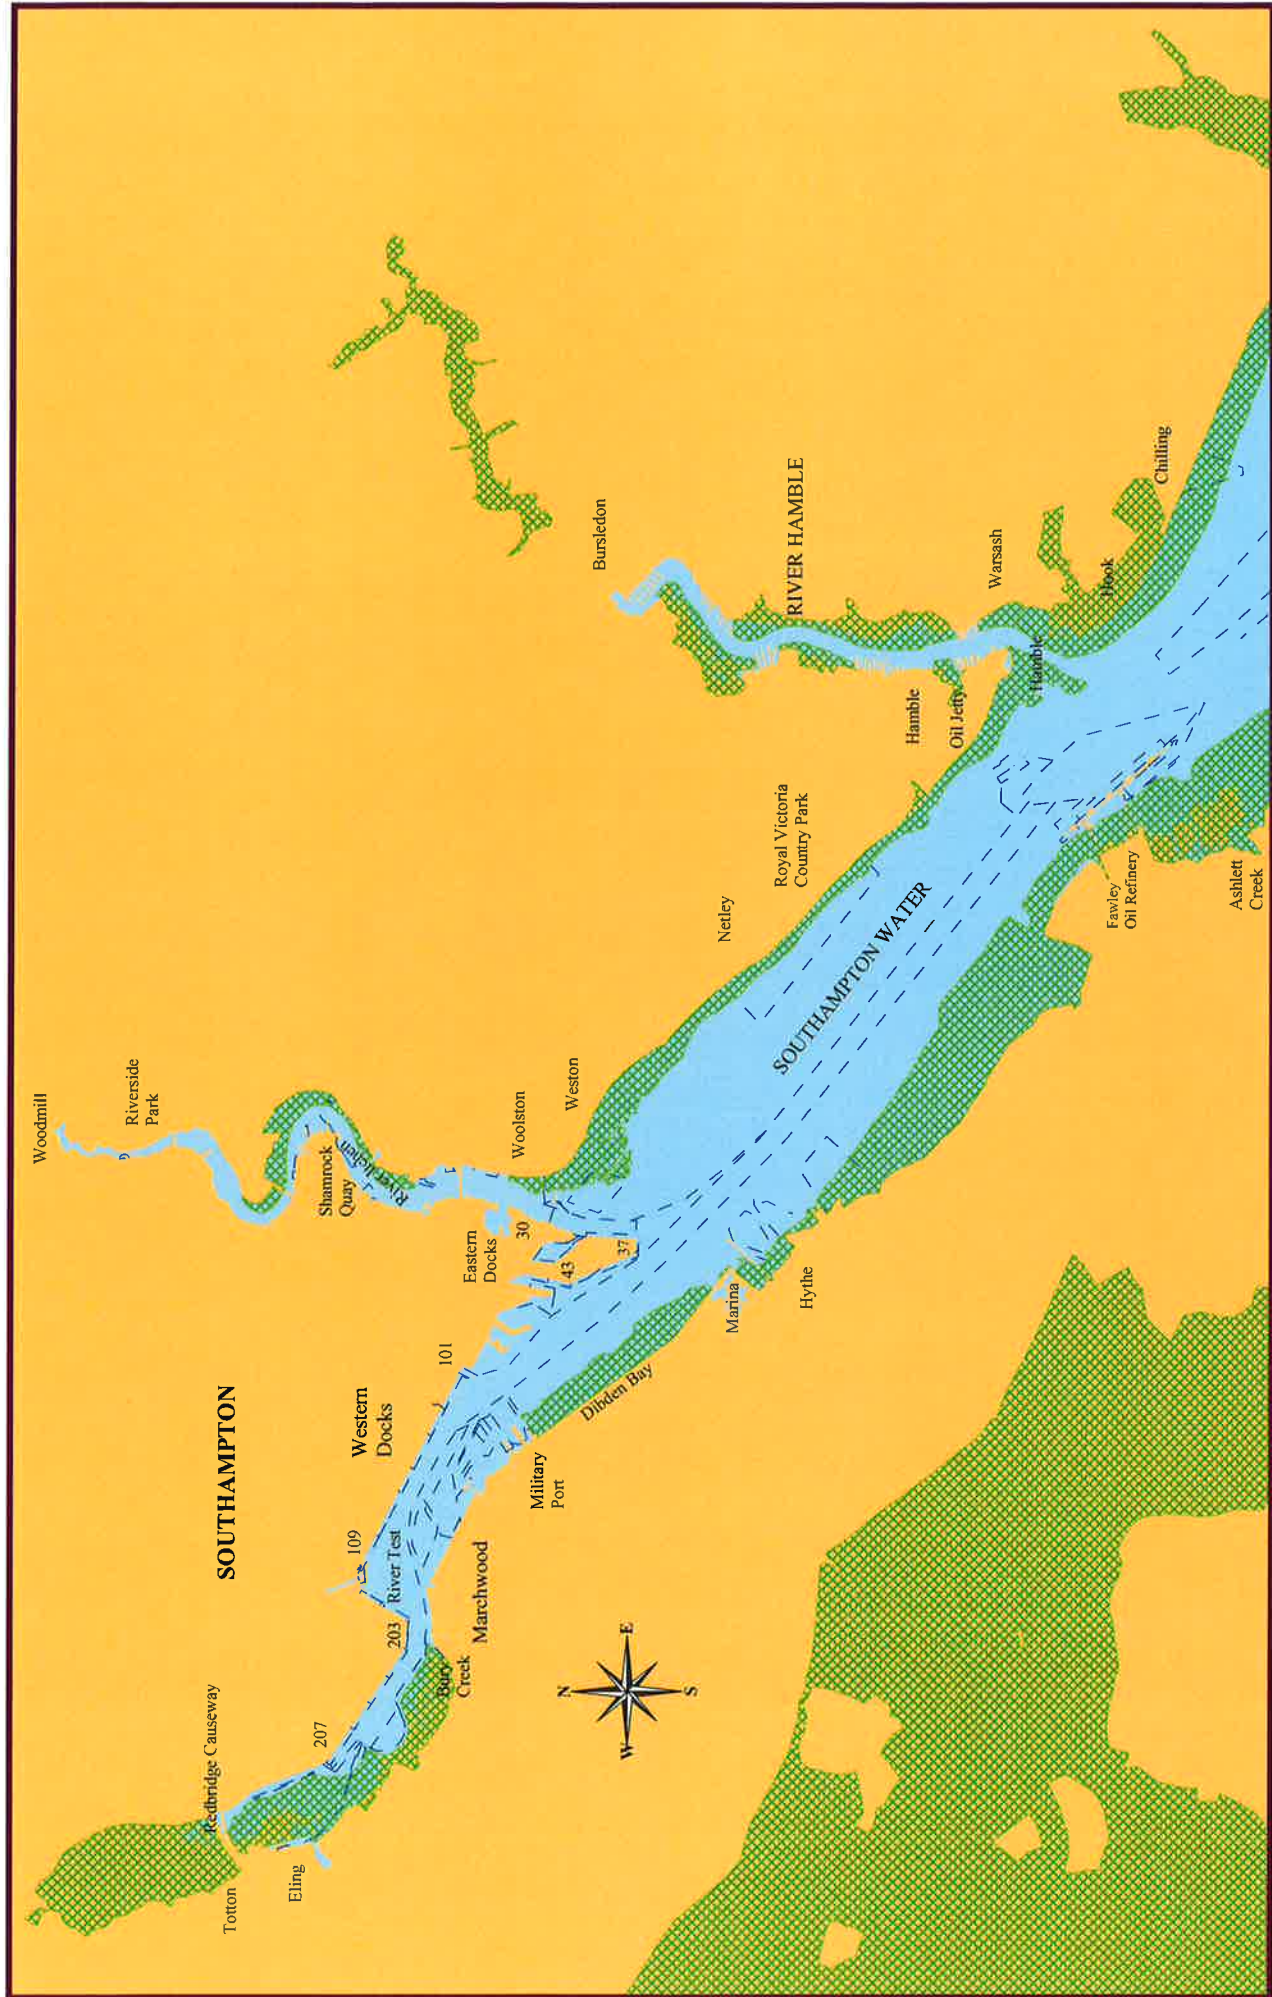 SOUTHAMPTON
Woodmill
Riverside
Park
Shamrock
Quay
River Itchen
Redbridge Causeway
Totton
Eling
207
203
109
River Test
Western
Docks
101
Bury
Creek
Marchwood
Military
Port
Dibden Bay
Eastern
Docks
30
43
37
Woolston
Weston
Marina
Hythe
Netley
Royal Victoria
Country Park
SOUTHAMPTON WATER
Bursledon
RIVER HAMBLE
Hamble
Oil Jetty
Hamble
Warsash
Hook
Chilling
Fawley
Oil Refinery
Ashlett
Creek
N
E
S
W